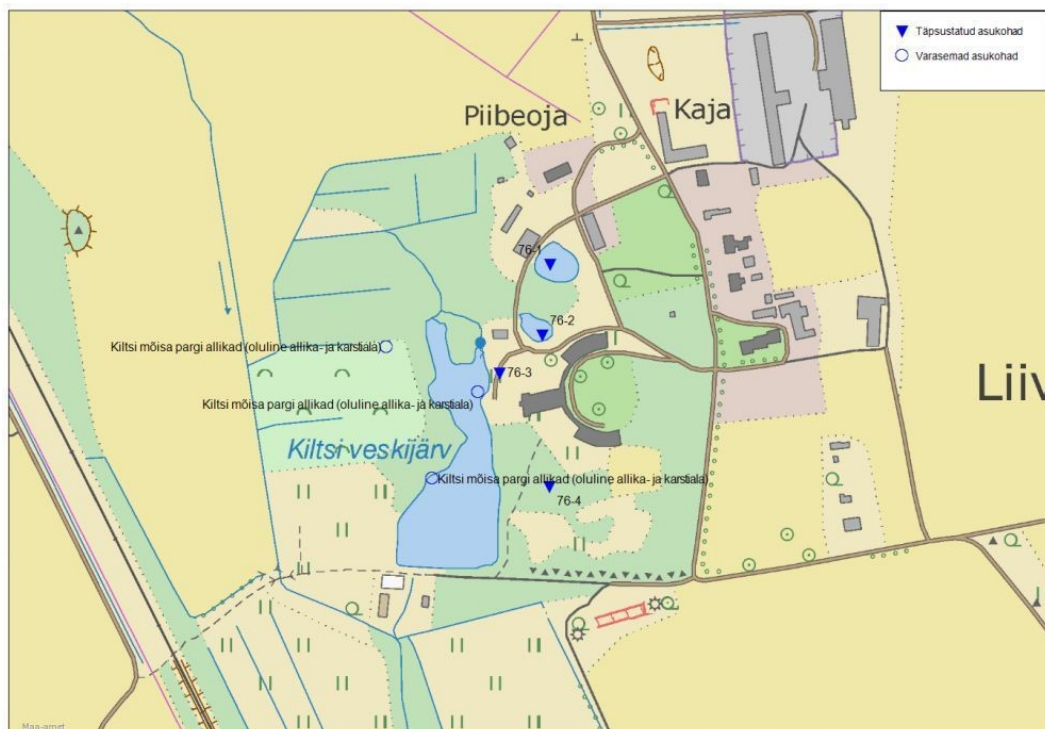 Täpsustatud asukohad
Varasemad asukohad
Piibeoja
Kaja
76-1
76-2
Kiltsi mõisa pargi allikad (oluline allika- ja karstiala)
76-3
Kiltsi mõisa pargi allikad (oluline allika- ja karstiala)
Liiv
Kiltsi veskijärv
Kiltsi mõisa pargi allikad (oluline allika- ja karstiala)
76-4
Maa-amet